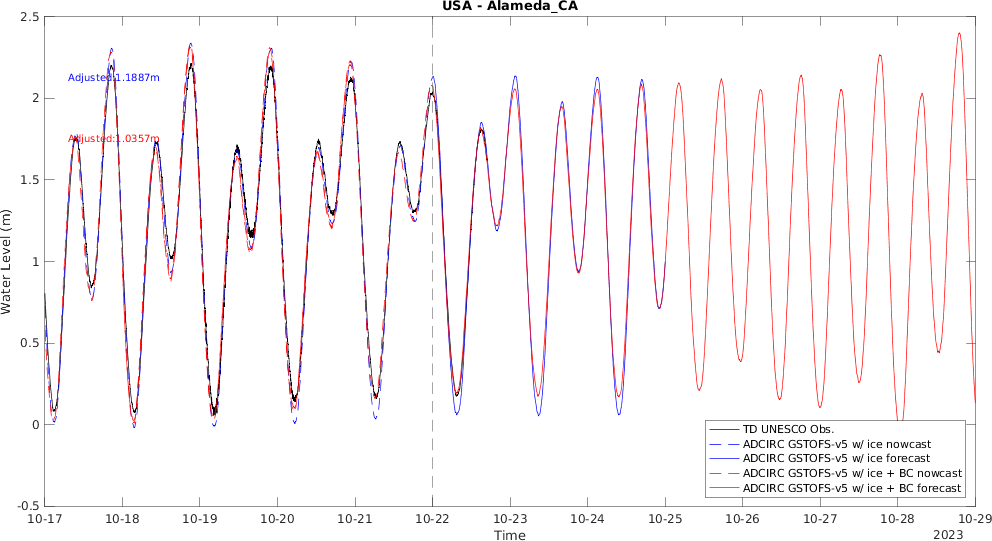 USA - Alameda_CA
2.5
Adjusted:1.1887m
2
Adjusted:1.0357m
1.5
1
0.5
0
-0.5
Water Level (m)
TD UNESCO Obs.
ADCIRC GSTOFS-v5 w/ ice nowcast
ADCIRC GSTOFS-v5 w/ ice forecast
ADCIRC GSTOFS-v5 w/ ice + BC nowcast
ADCIRC GSTOFS-v5 w/ ice + BC forecast
10-17 10-18 10-19 10-20 10-21 10-22 10-23 10-24 10-25 10-26 10-27 10-28 10-29
Time
2023